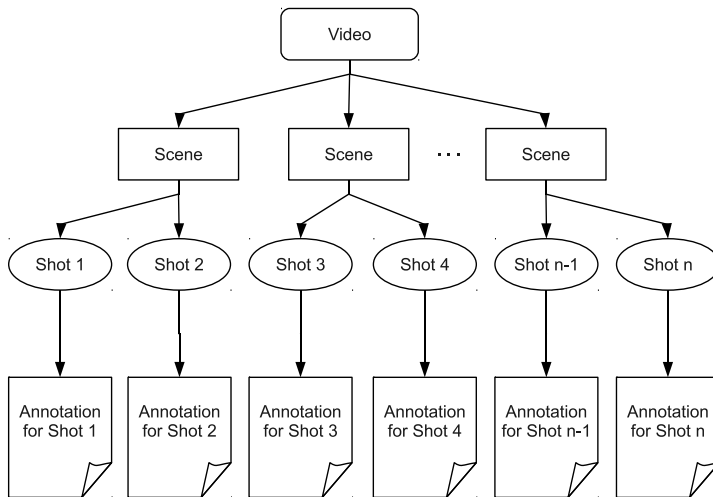 Video
Scene
Scene
...
Scene
Shot 1
Shot 2
Shot 3
Shot 4
Shot n-1
Shot n
Annotation
for Shot 1
Annotation
for Shot 2
Annotation
for Shot 3
Annotation
for Shot 4
Annotation
for Shot n-1
Annotation
for Shot n